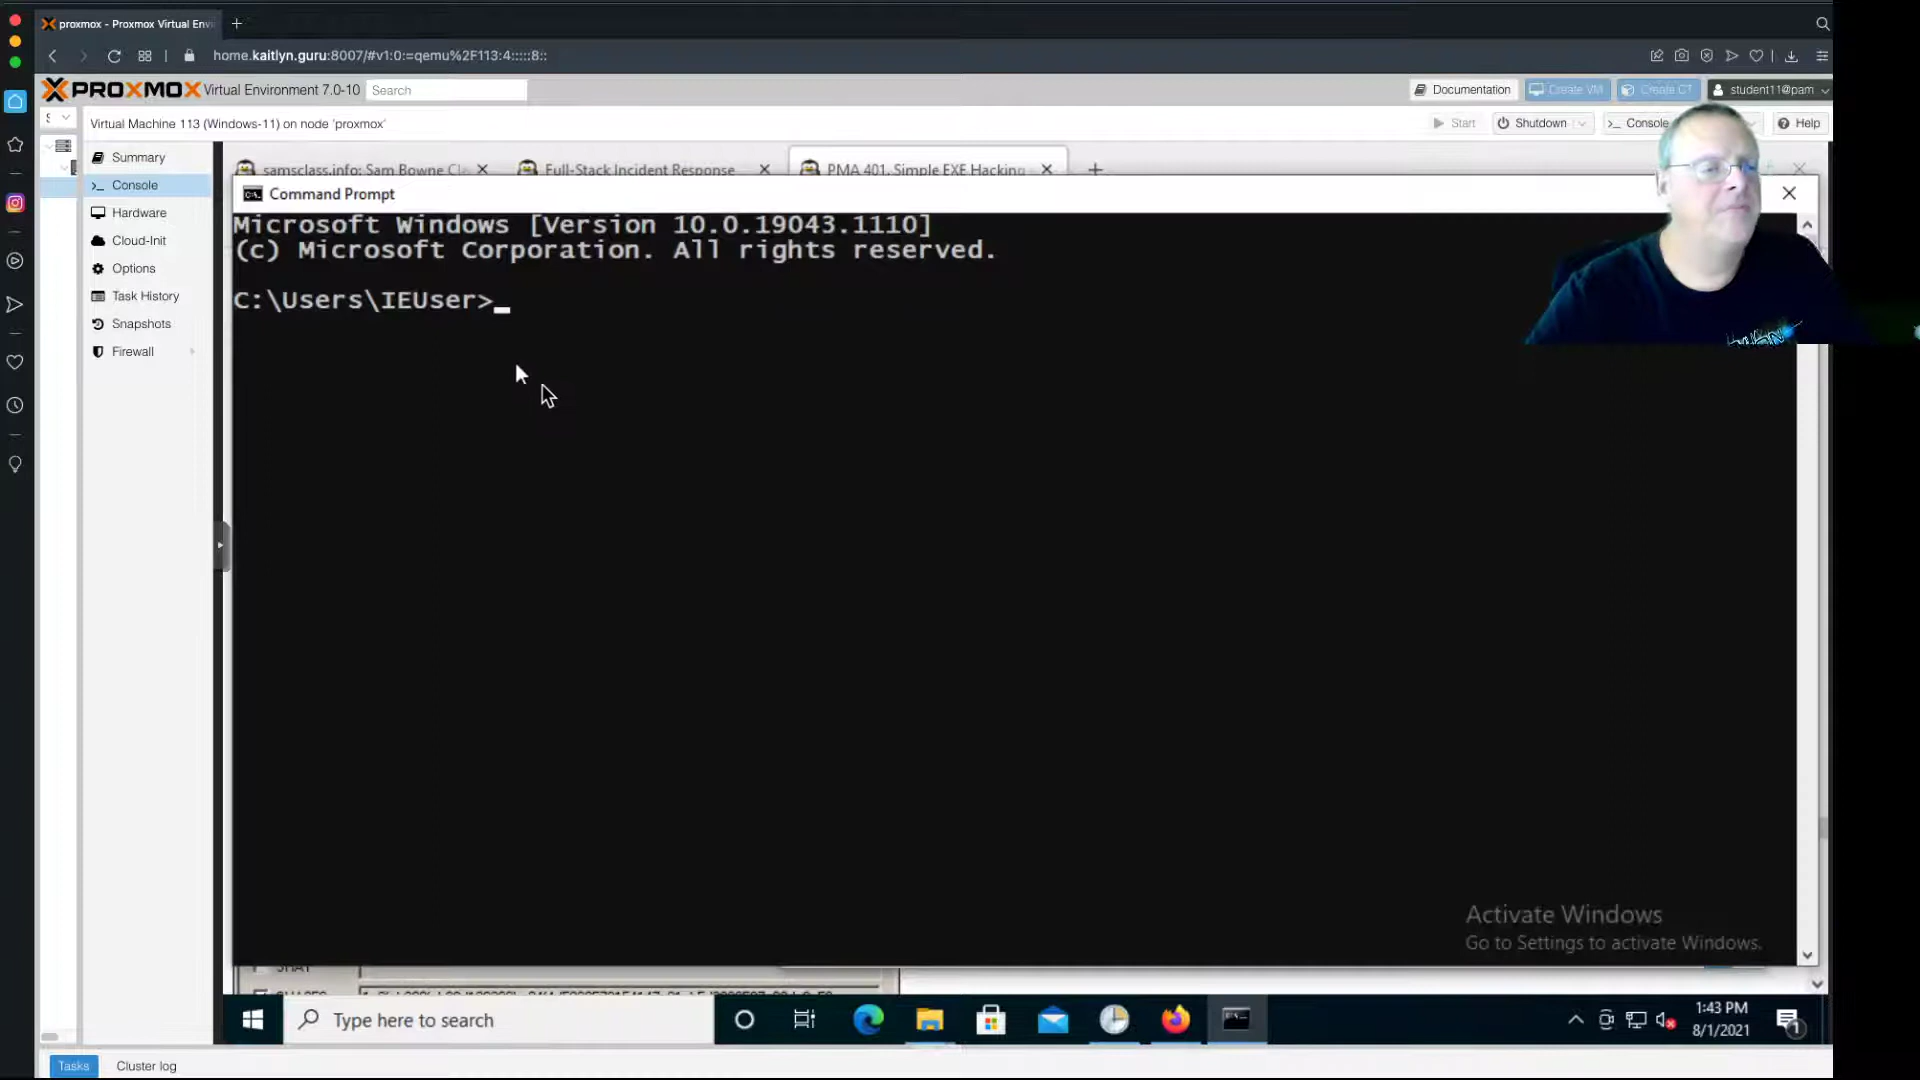 proxmox - Proxmox Virtual Env
home.kaitlyn.guru:8007/#v1:0:=qemu%2F113:4:::::8::
PROXMOX Virtual Environment 7.0-10
Search
Documentation
Create VM
Create CT
student11@pam
Virtual Machine 113 (Windows-11) on node 'proxmox'
Start
Shutdown
Console
Help
Summary
Console
Hardware
Cloud-Init
Options
Task History
Snapshots
Firewall
samsclass.info: Sam Bowne Cl
Full-Stack Incident Response
PMA 401. Simple EXE Hacking
Command Prompt
Microsoft Windows [Version 10.0.19043.1110]
(c) Microsoft Corporation. All rights reserved.
C:\Users\IEUser>
Activate Windows
Go to Settings to activate Windows.
Type here to search
1:43 PM
8/1/2021
1
Tasks
Cluster log